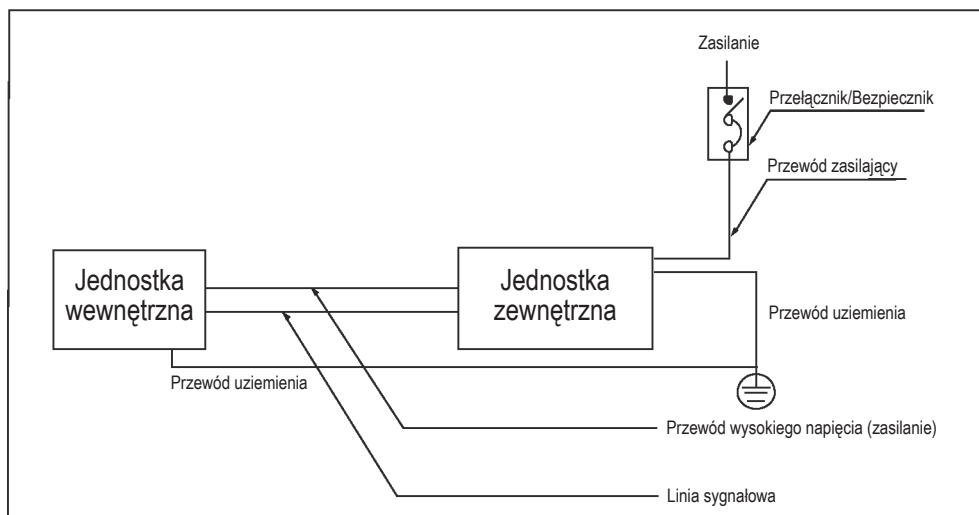 Zasilanie
Przełącznik/Bezpiecznik
Przewód zasilający
Jednostka
wewnętrzna
Jednostka
zewnętrzna
Przewód uziemienia
Przewód uziemienia
Przewód wysokiego napięcia (zasilanie)
Linia sygnałowa